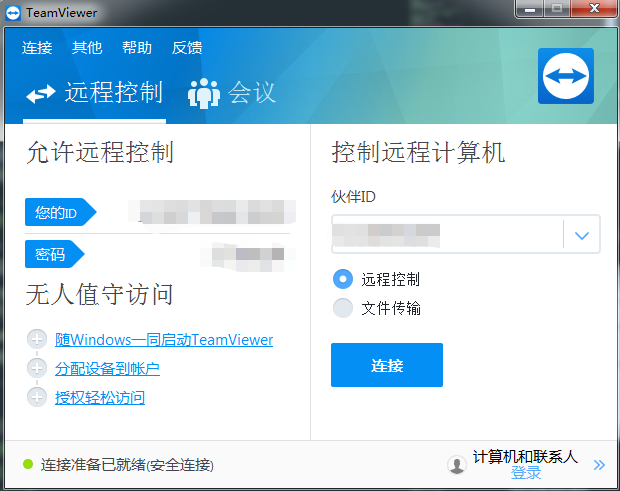 TeamViewer
连接 其他 帮助 反馈
远程控制 会议
允许远程控制
您的ID
密码
无人值守访问
随Windows一同启动TeamViewer
分配设备到帐户
授权轻松访问
控制远程计算机
伙伴ID
远程控制
文件传输
连接
连接准备已就绪(安全连接)
计算机和联系人
登录